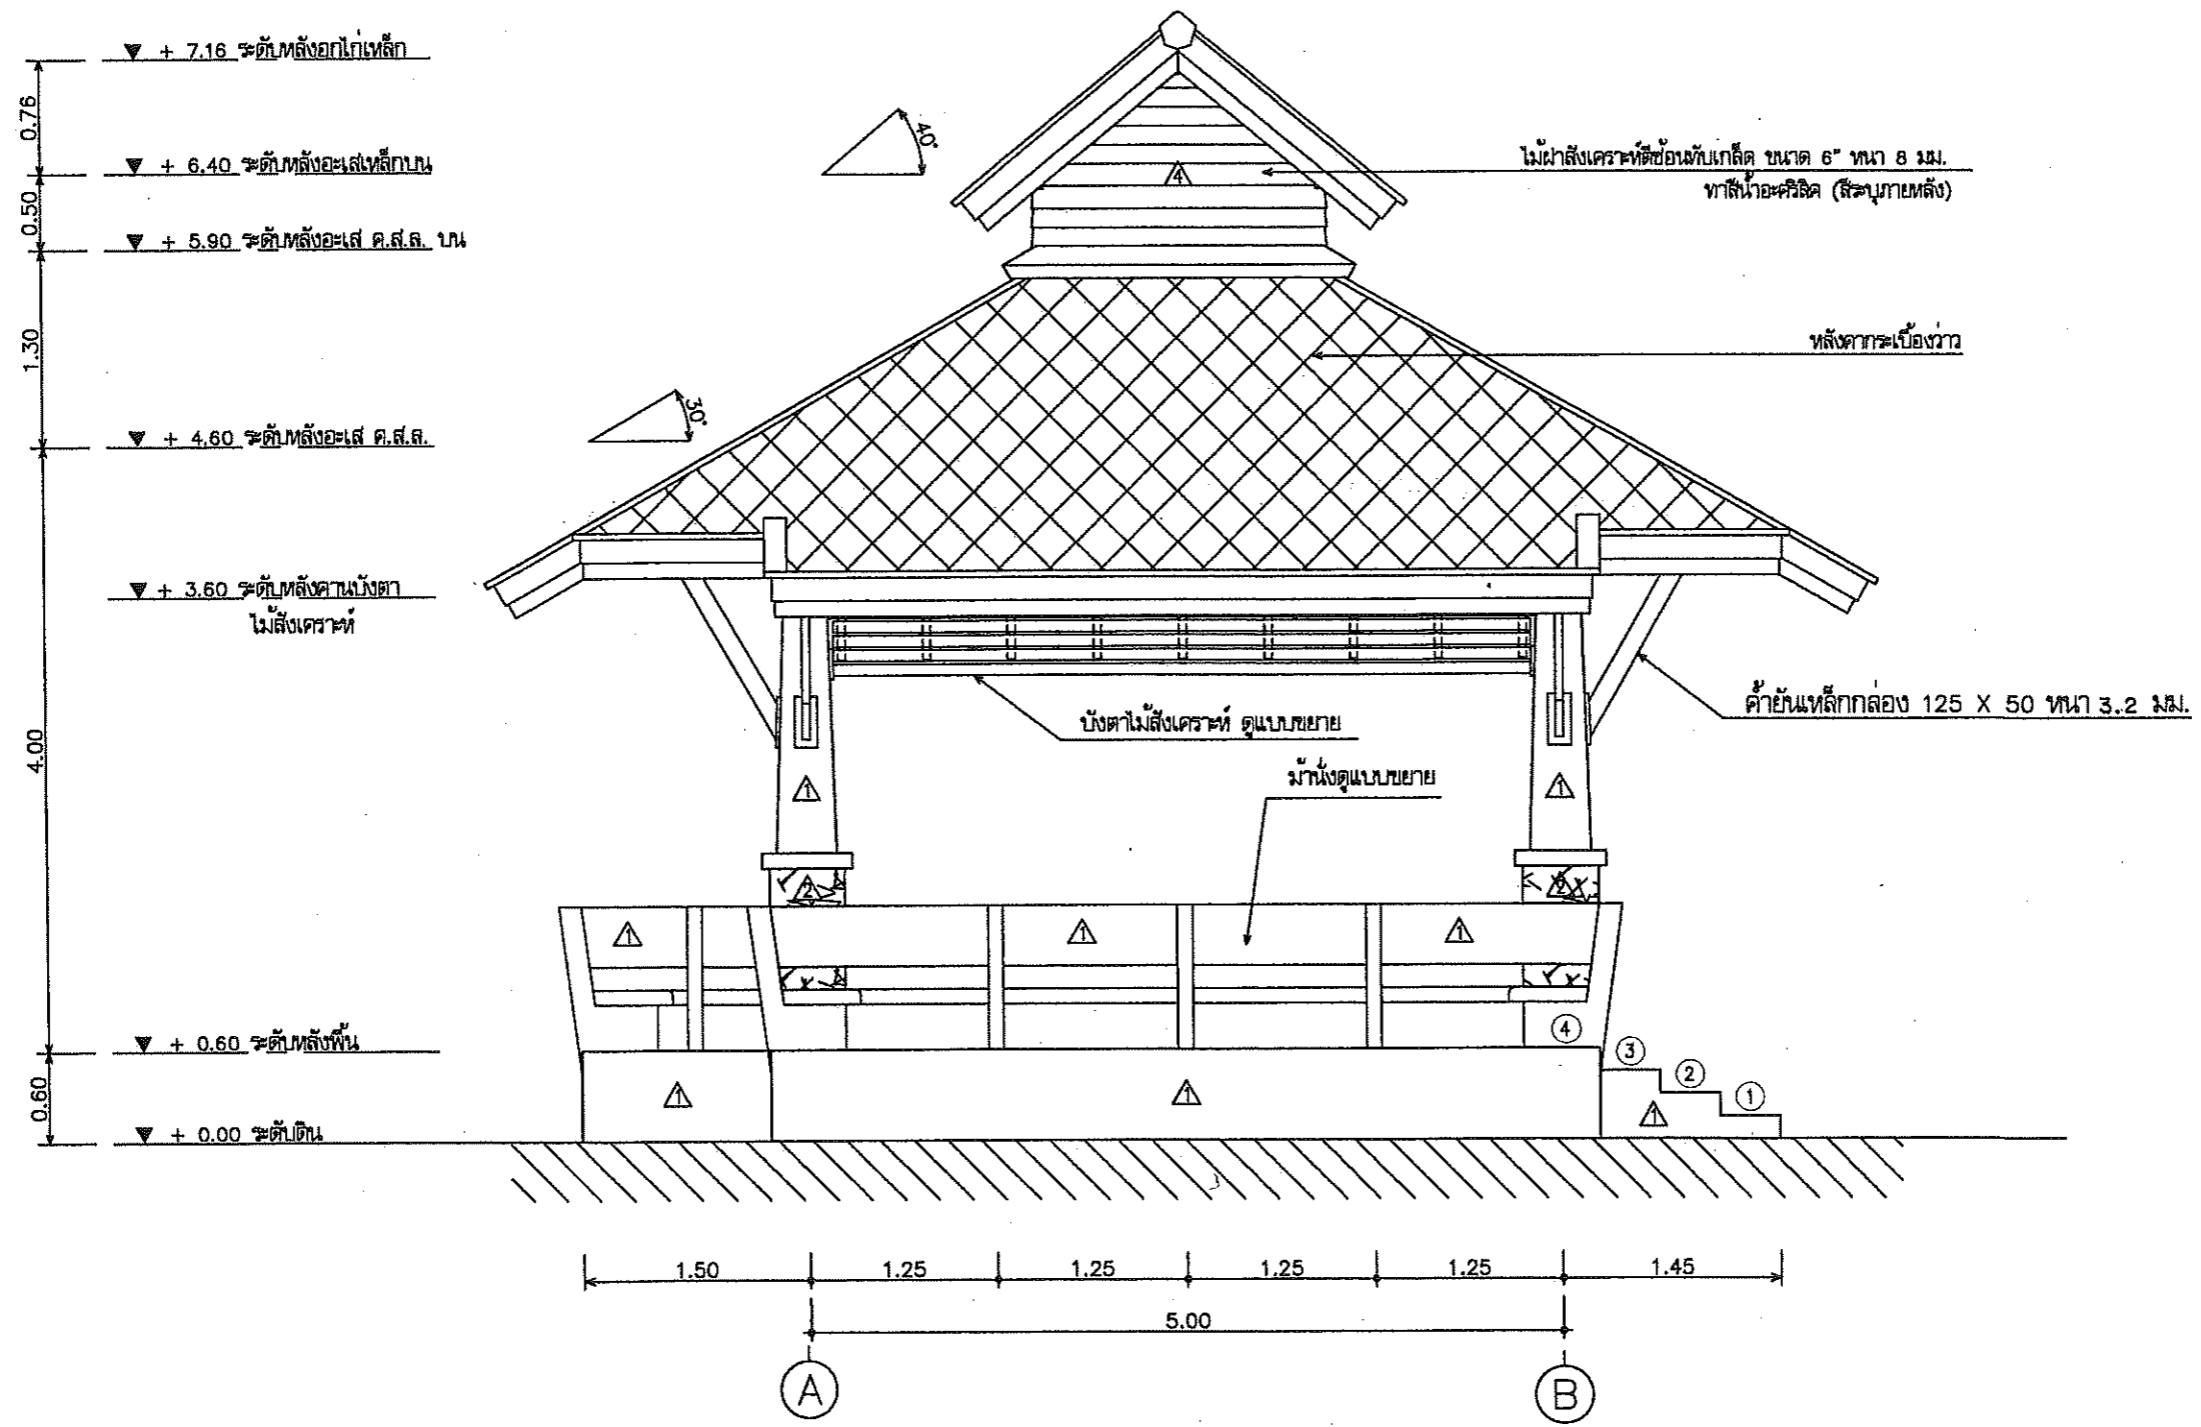 + 7.16 ระดับหลังอกไก่เหล็ก
0.76
40°
+ 6.40 ระดับหลังอะเสเหล็กบน
ไม้ฝาสังเคราะห์ตีซ้อนทับเกล็ด ขนาด 6" หนา 8 มม.
ทาสีน้ำอะคริลิค (สีระบุภายหลัง)
4
0.50
+ 5.90 ระดับหลังอะเส ค.ส.ล. บน
1.30
หลังคากระเบื้องว่าว
30°
+ 4.60 ระดับหลังอะเส ค.ส.ล.
+ 3.60 ระดับหลังคานบังตา
ไม้สังเคราะห์
4.00
ค้ำยันเหล็กกล่อง 125 X 50 หนา 3.2 มม.
บังตาไม้สังเคราะห์ ดูแบบขยาย
ม้านั่งดูแบบขยาย
1 1
2 2
1 1 1
4
+ 0.60 ระดับหลังพื้น
3
2
1
0.60
1 1 1
+ 0.00 ระดับดิน
1.50 1.25 1.25 1.25 1.25 1.45
5.00
A B